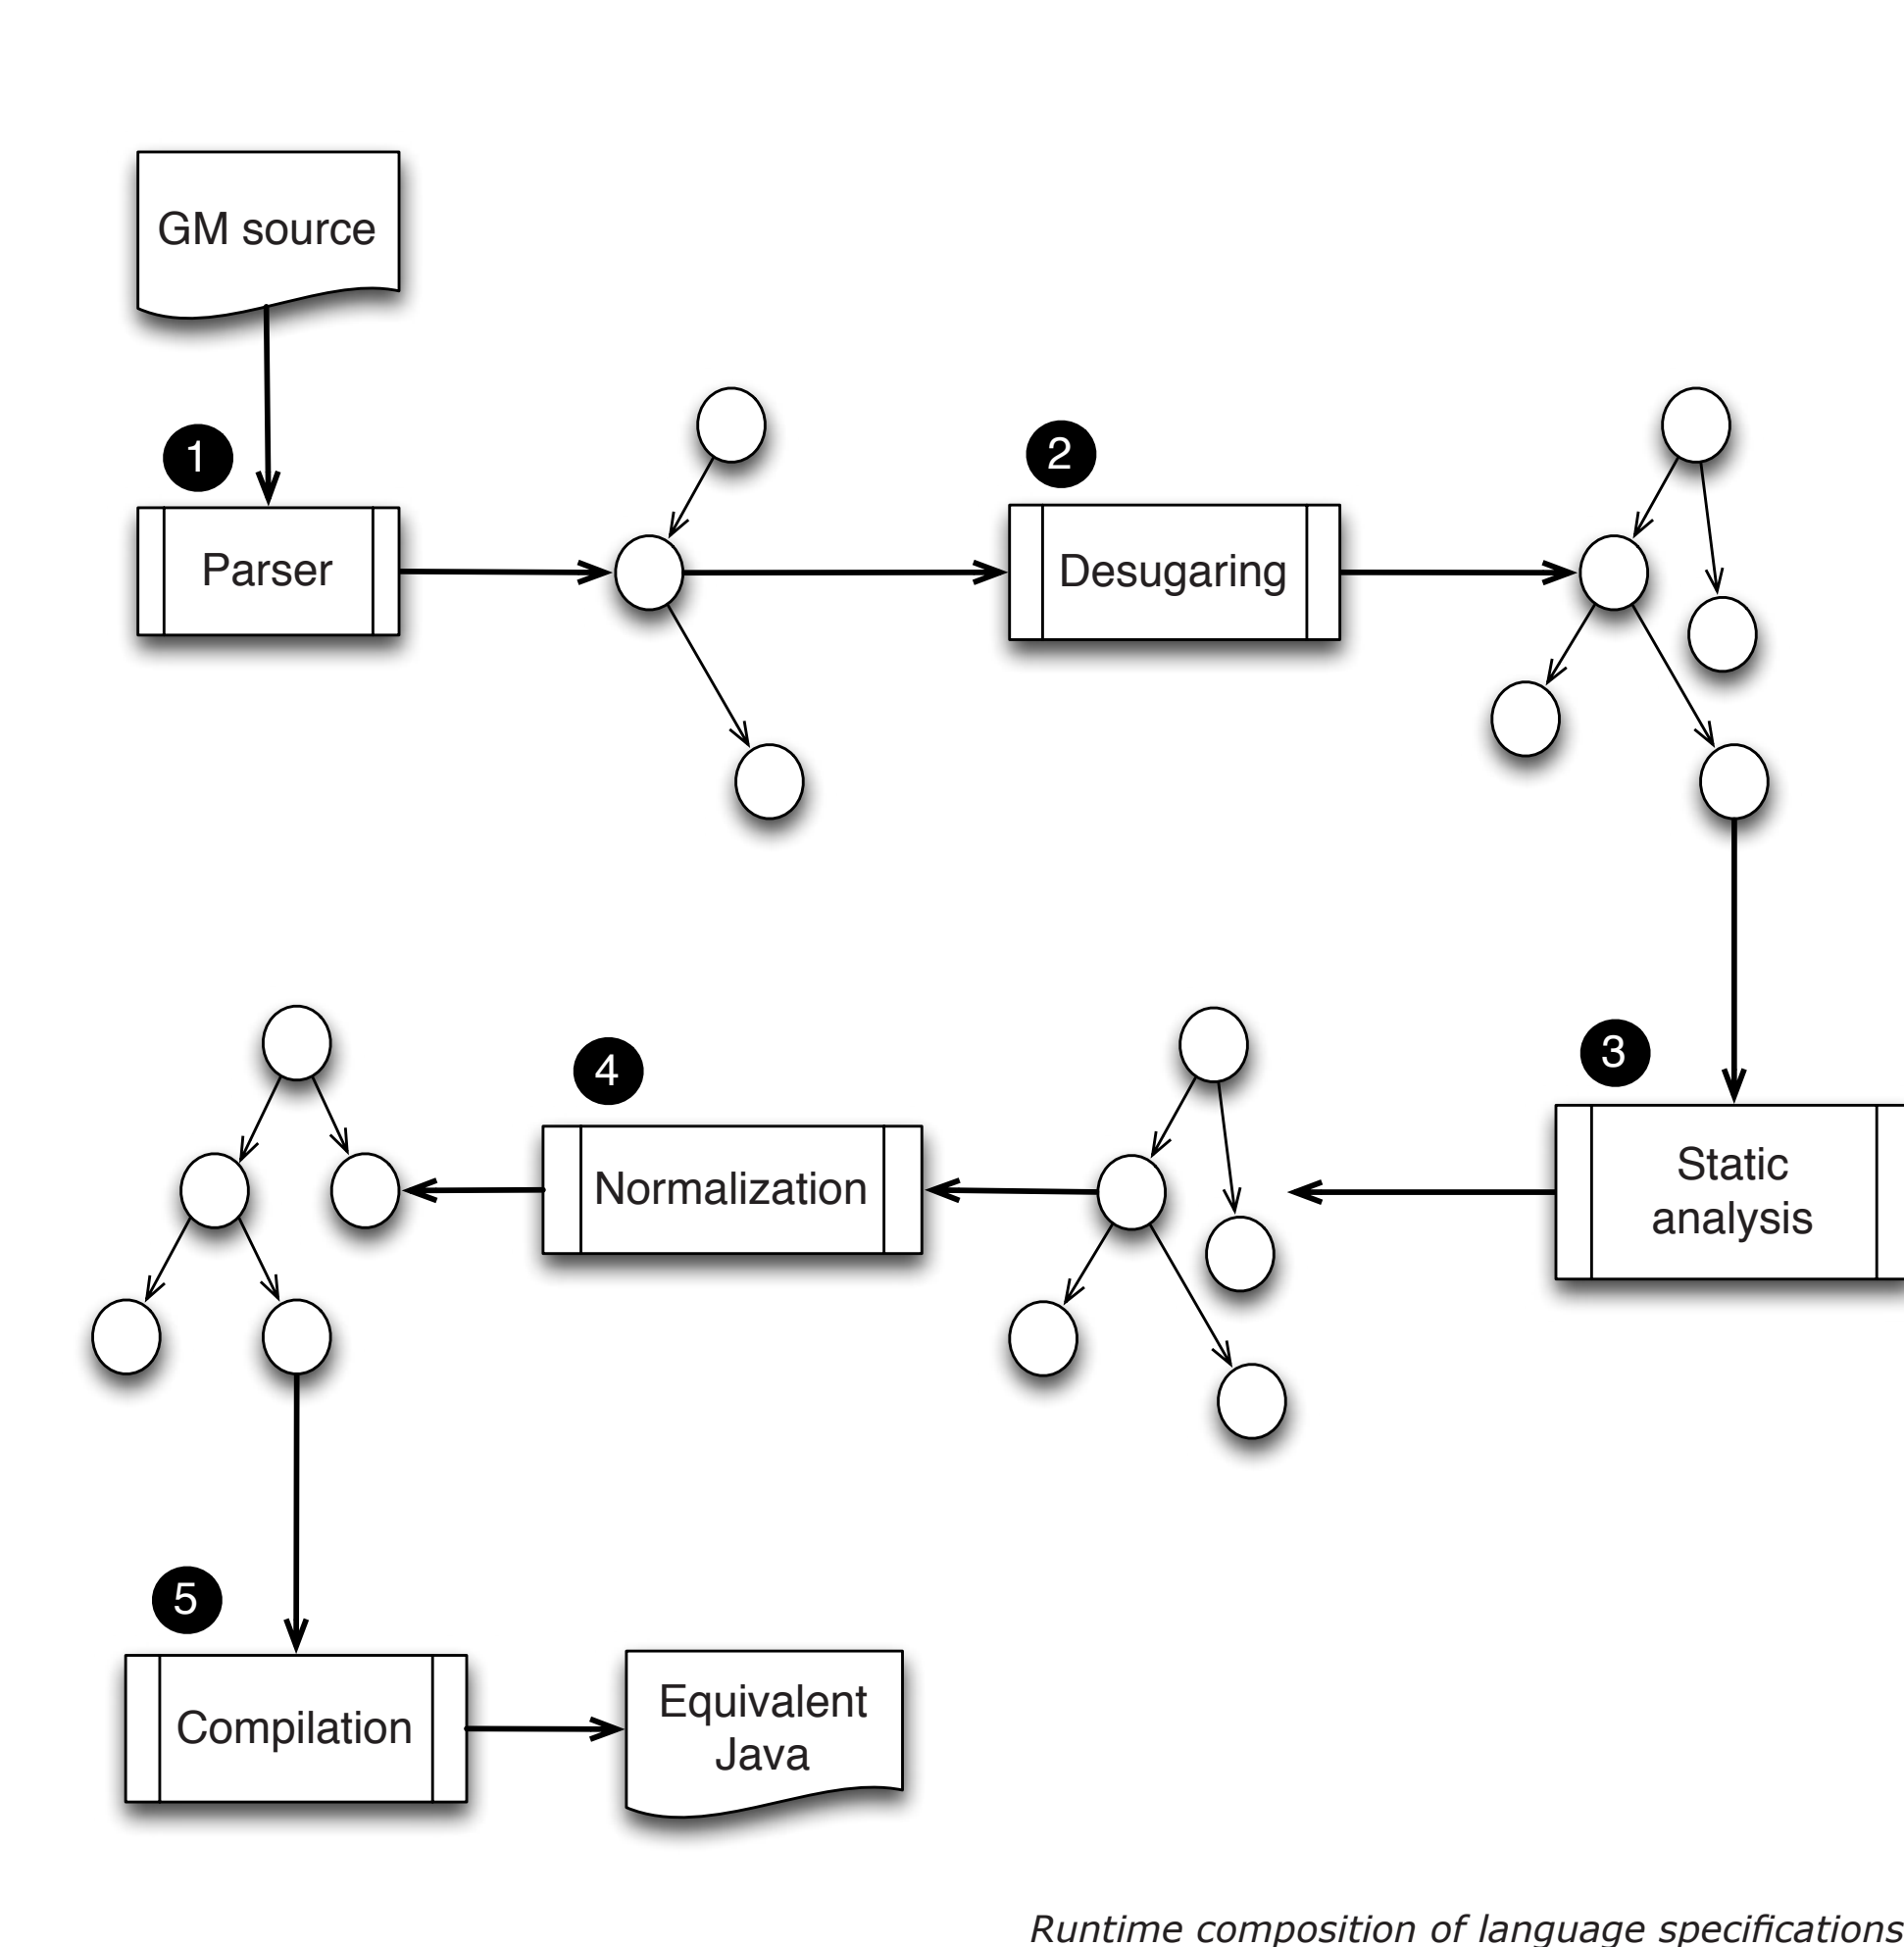 GM source
1
Parser
2
Desugaring
3
Static
analysis
4
Normalization
5
Compilation
Equivalent
Java
Runtime composition of language specifications